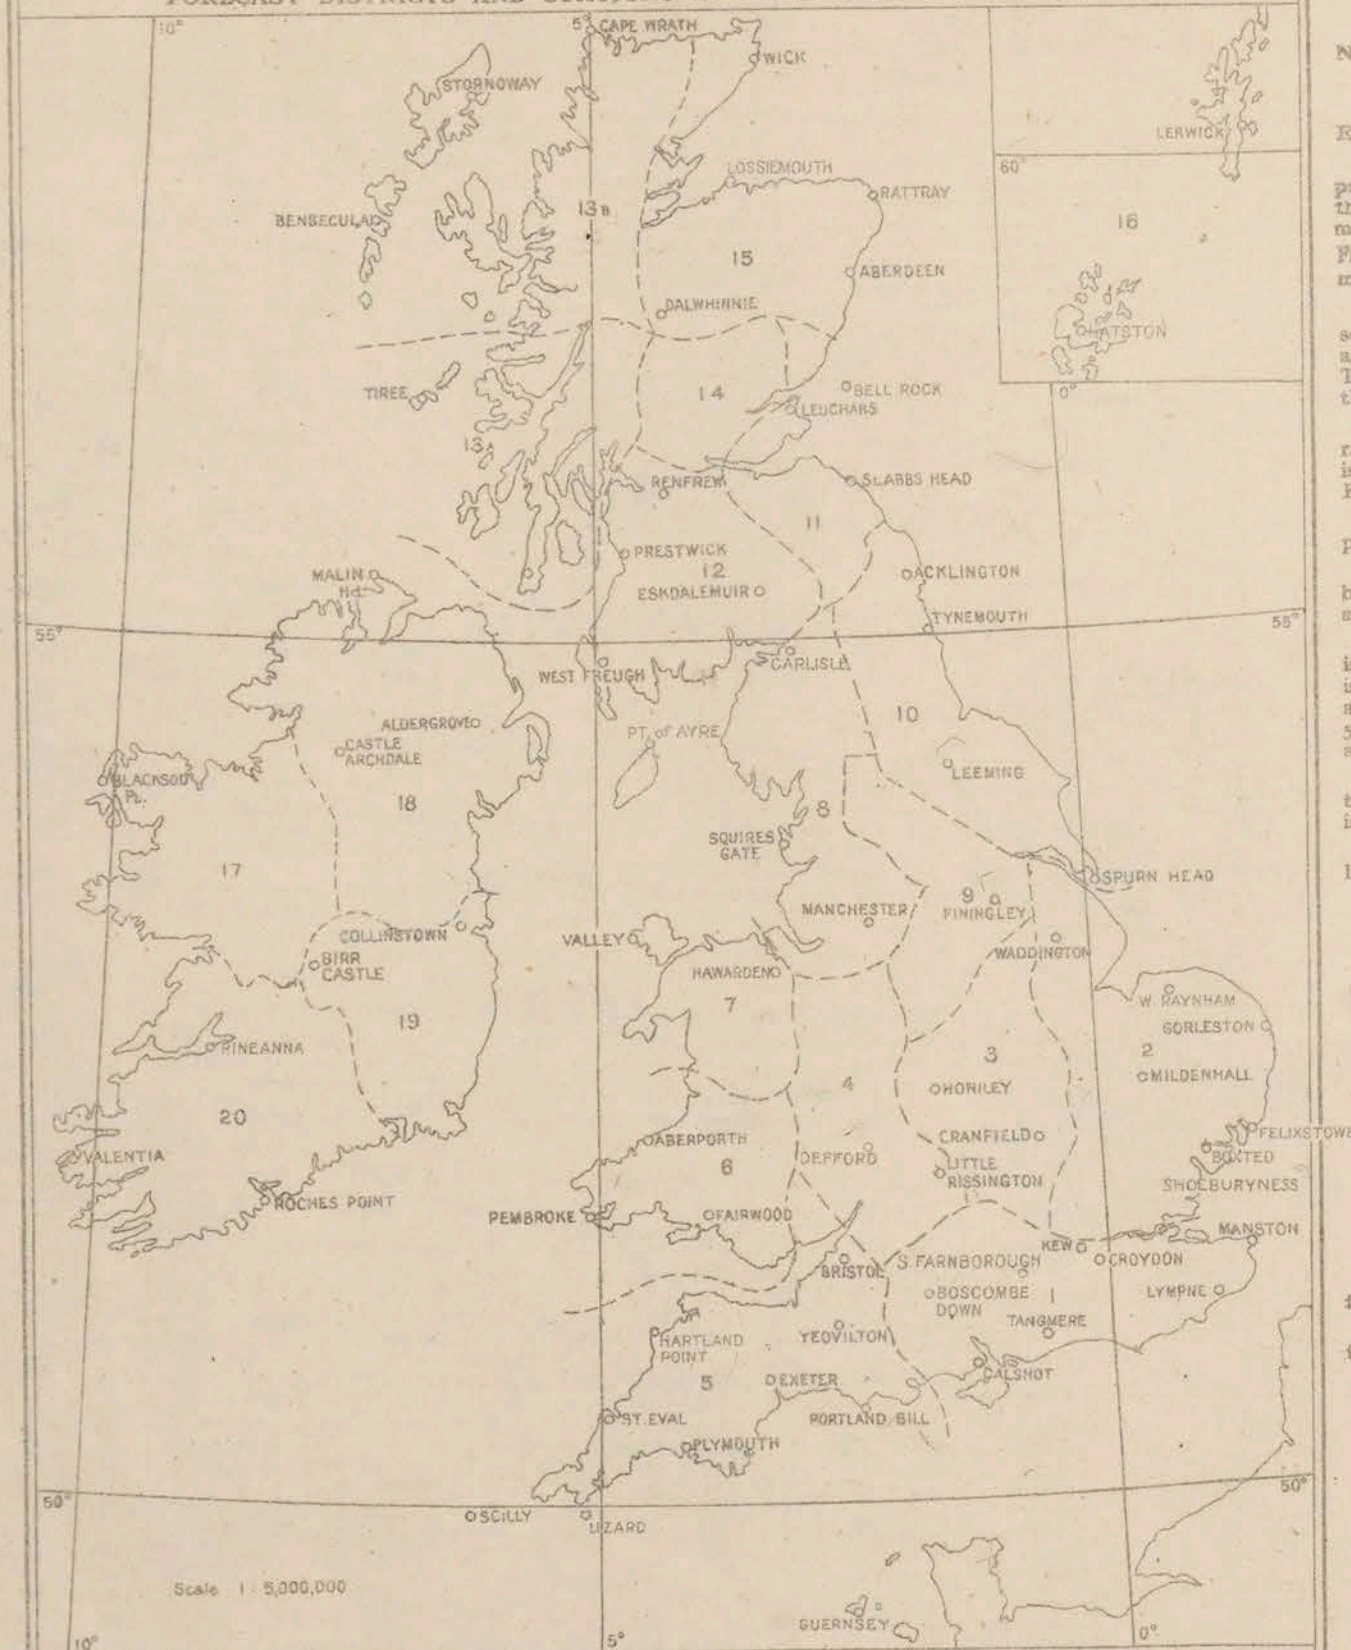 FORECAST DISTRICTS AND
10°
5°
CAPE WRATH
WICK
STORNOWAY
LERWICK
LOSSIEMOUTH
60°
RATTRAY
BENBECULA
13B
16
15
ABERDEEN
DALWHINNIE
HATSTON
TIREE
14
BELL ROCK
0°
LEUCHARS
13A
RENFREW
St.ABBS HEAD
11
PRESTWICK
MALIN
Hd.
12
ESKDALEMUIR
ACKLINGTON
TYNEMOUTH
55°
55°
WEST FREUGH
CARLISLE
ALDERGROVE
PT. of AYRE
10
CASTLE
ARCHDALE
BLACKSOD
Pt.
LEEMING
18
8
SQUIRES
GATE
17
SPURN HEAD
9
MANCHESTER
FININGLEY
COLLINSTOWN
VALLEY
WADDINGTON
BIRR
CASTLE
HAWARDEN
7
W. RAYNHAM
GORLESTON
19
RINEANNA
2
3
4
MILDENHALL
HONILEY
20
ABERPORTH
CRANFIELD
FELIXSTOWE
VALENTIA
6
DEFFORD
LITTLE
RISSINGTON
BOXTED
SHOEBURYNESS
ROCHES POINT
PEMBROKE
FAIRWOOD
MANSTON
KEW
BRISTOL
S. FARNBOROUGH
CROYDON
BOSCOMBE
DOWN
1
LYMPNE
TANGMERE
HARTLAND
POINT
YEOVILTON
CALSHOT
5
EXETER
ST. EVAL
PORTLAND BILL
PLYMOUTH
50°
50°
SCILLY
LIZARD
Scale 1 : 5,000,000
GUERNSEY
10°
5°
0°